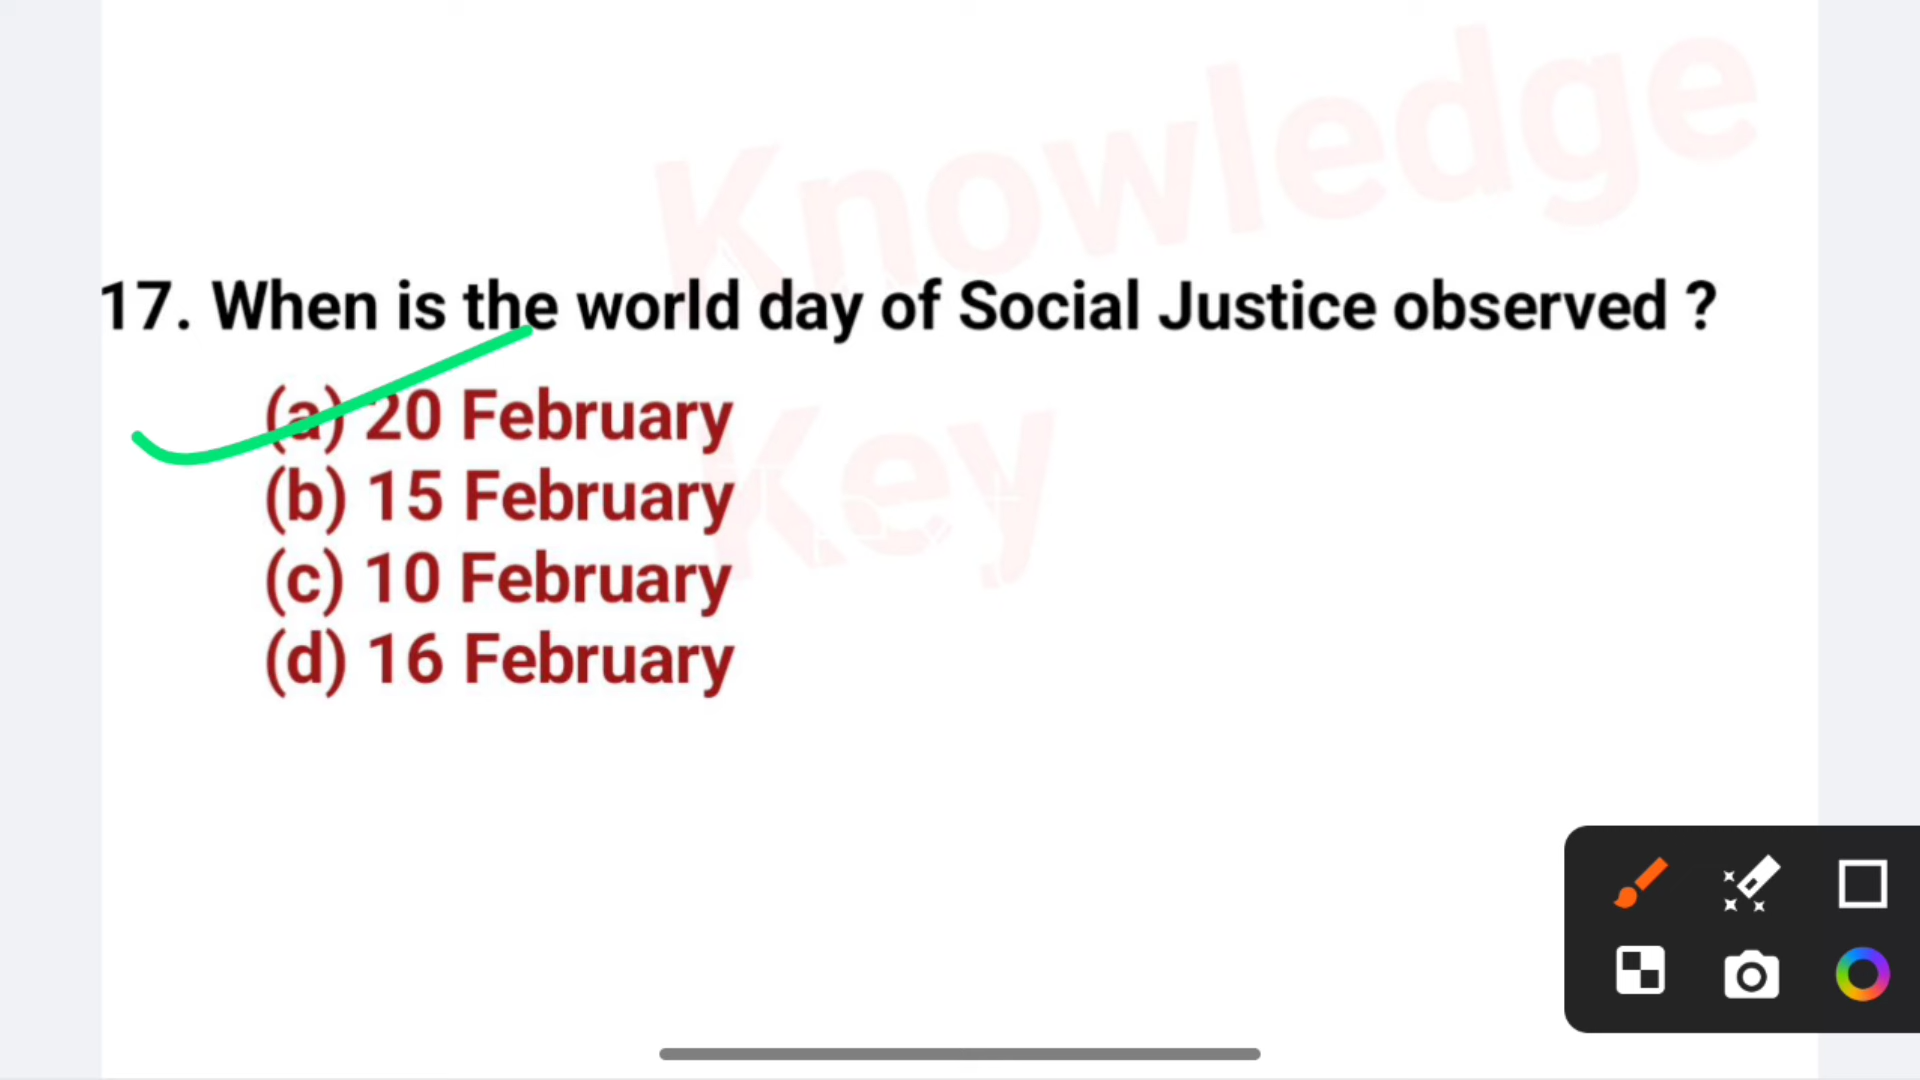 Knowledge
17. When is the world day of Social Justice observed ?
(a) 20 February
Key
(b) 15 February
(c) 10 February
(d) 16 February